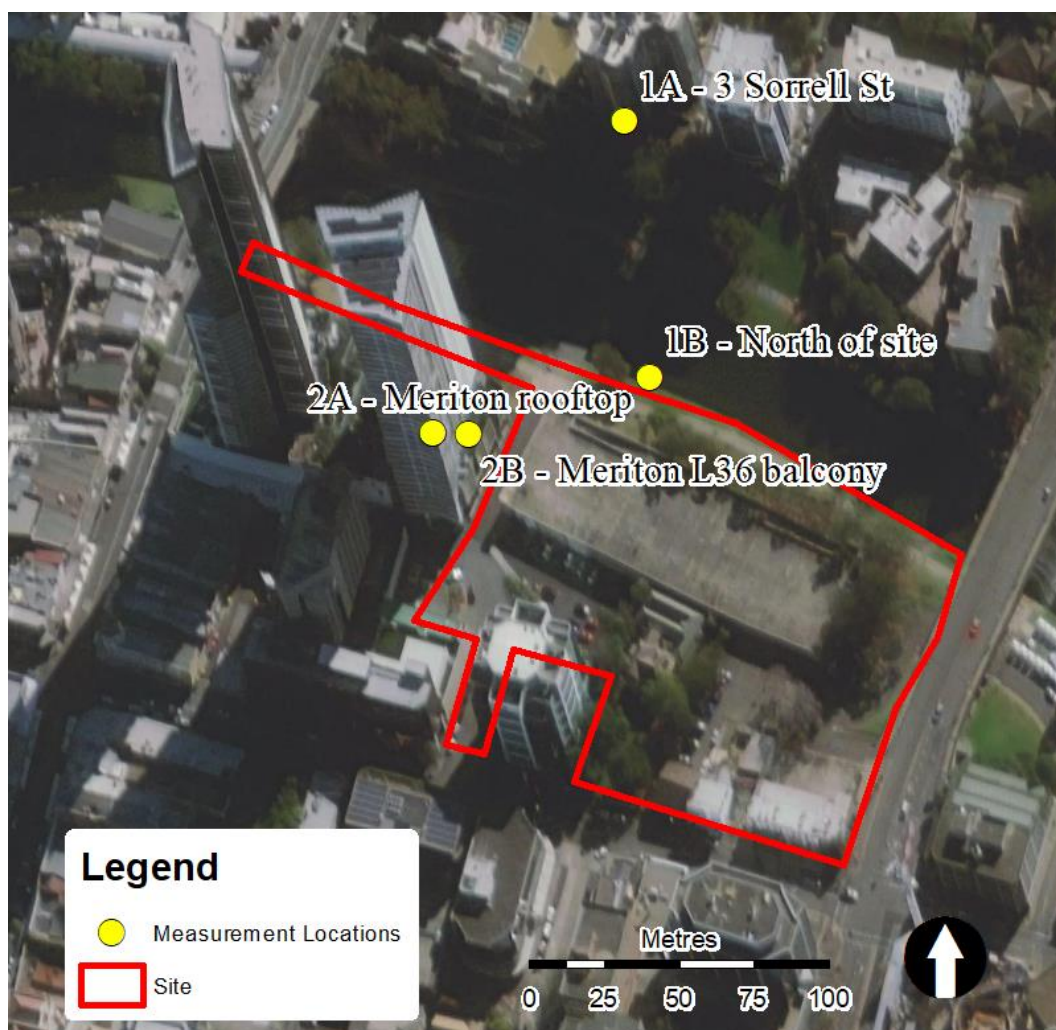 1A - 3 Sorrell St
1B - North of site
2A - Meriton rooftop
2B - Meriton L36 balcony
Legend
Measurement Locations
Site
Metres
0 25 50 75 100